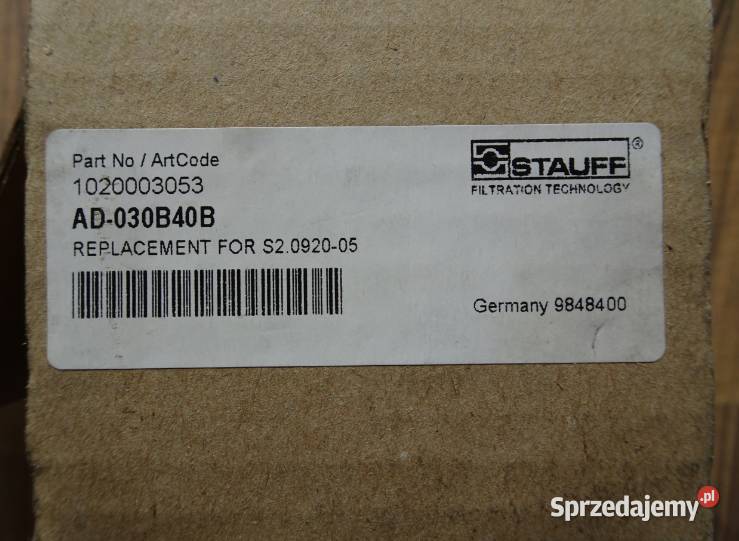 Part No / ArtCode
1020003053
AD-030B40B
REPLACEMENT FOR S2.0920-05
STAUFF®
FILTRATION TECHNOLOGY
Germany 9848400
Sprzedajemy.pl